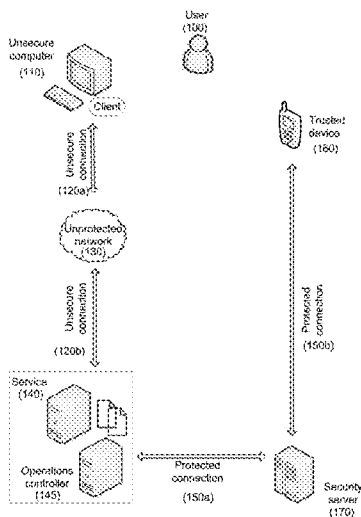 User
(100)
Unsecure
computer
(110)
Client
Trusted
device
(160)
Unsecure
connection
(120a)
Unprotected
network
(130)
Unsecure
connection
(120b)
Protected
connection
(150b)
Service
(140)
Operations
controller
(145)
Protected
connection
(150a)
Security
server
(170)